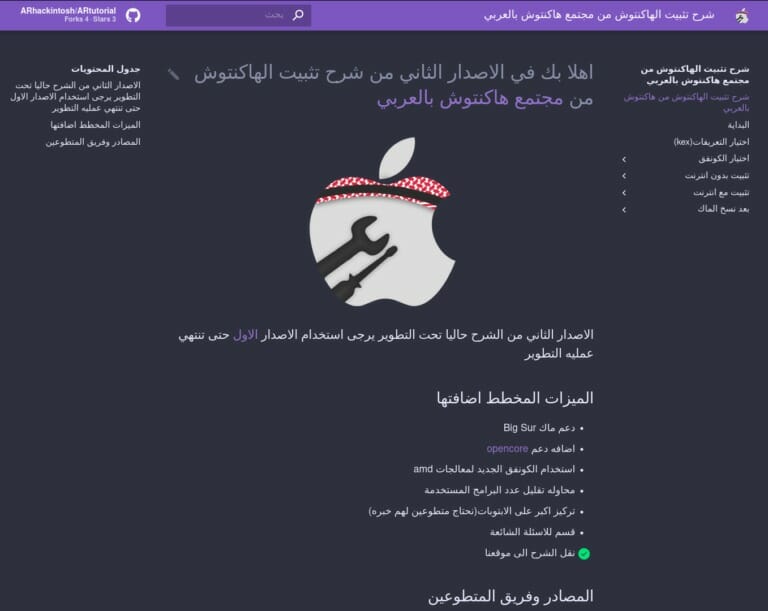 شرح تثبيت الهاكنتوش من مجتمع هاكنتوش بالعربي
بحث
ARhackintosh/ARtutorial
Forks 4 · Stars 3
شرح تثبيت الهاكنتوش من
مجتمع هاكنتوش بالعربي
شرح تثبيت الهاكنتوش من هاكنتوش
بالعربي
البداية
اختيار التعريفات(kex)
اختيار الكونفق
تثبيت بدون انترنت
تثبيت مع انترنت
بعد نسخ الماك
اهلا بك في الاصدار الثاني من شرح تثبيت الهاكنتوش
من مجتمع هاكنتوش بالعربي
الاصدار الثاني من الشرح حاليا تحت التطوير يرجى استخدام الاصدار الاول حتى تنتهي
عمليه التطوير
الميزات المخطط اضافتها
دعم ماك Big Sur
اضافه دعم opencore
استخدام الكونفق الجديد لمعالجات amd
محاوله تقليل عدد البرامج المستخدمة
تركيز اكبر على الابتوبات(نحتاج متطوعين لهم خبره)
قسم للاسئلة الشائعة
نقل الشرح الى موقعنا
المصادر وفريق المتطوعين
جدول المحتويات
الاصدار الثاني من الشرح حاليا تحت
التطوير يرجى استخدام الاصدار الاول
حتى تنتهي عمليه التطوير
الميزات المخطط اضافتها
المصادر وفريق المتطوعين